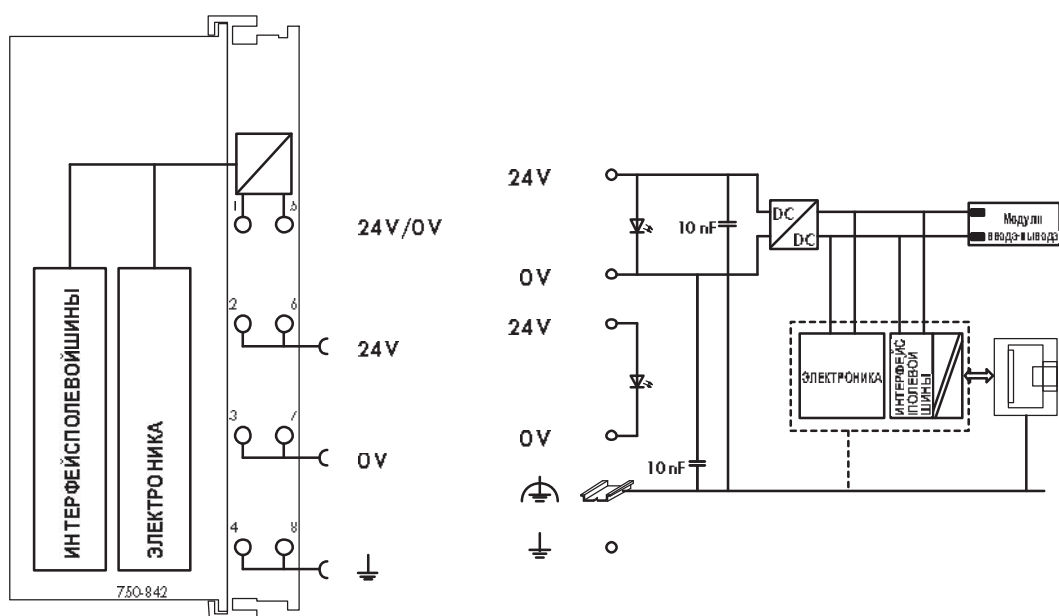 1 6
24V/0V
2 6
24V
3 7
0V
4 8
ИНТЕРФЕЙСПОЛЕВОЙШИНЫ
ЭЛЕКТРОНИКА
750-842
24V
10 nF
DC
DC
Модули
ввода-вывода
0V
24V
ЭЛЕКТРОНИКА
ИНТЕРФЕЙС
ПОЛЕВОЙ
ШИНЫ
0V
10 nF